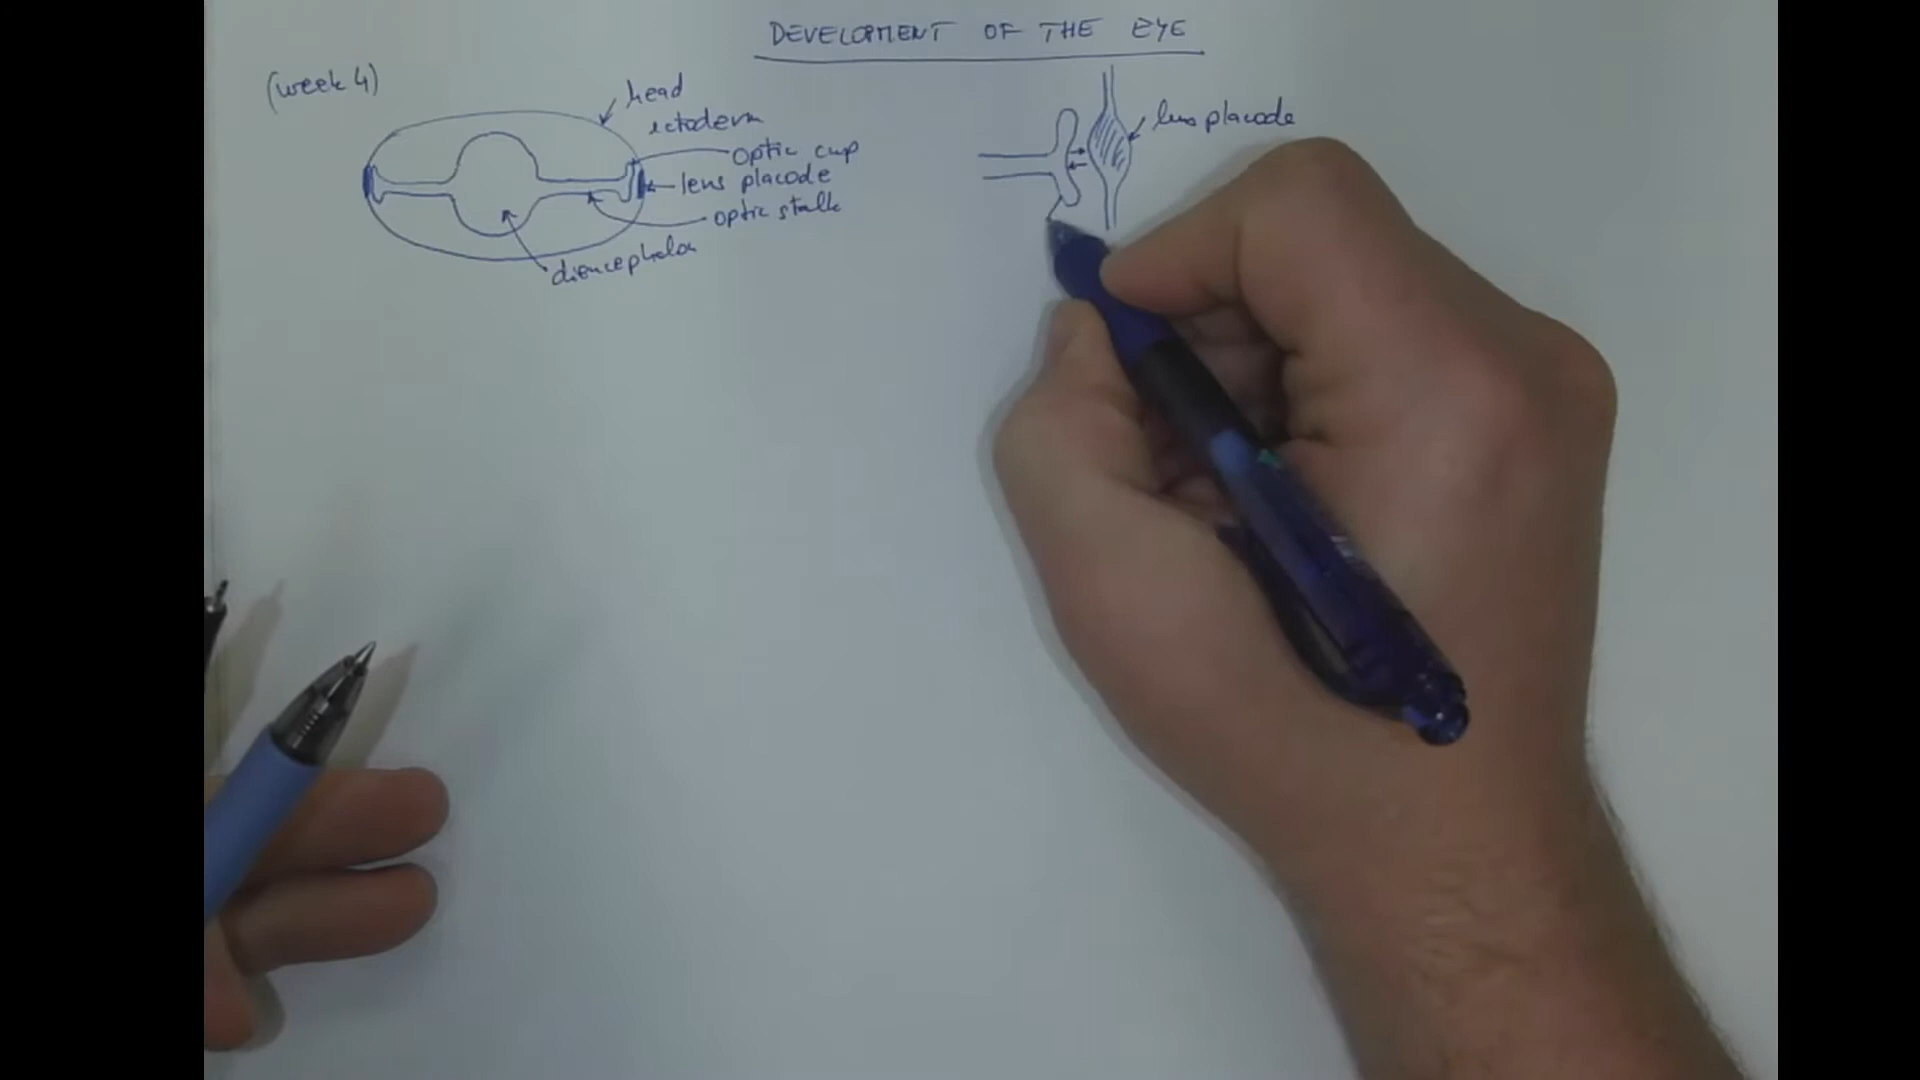 DEVELOPMENT OF THE EYE
(week 4)
head
ectoderm
optic cup
lens placode
optic stalk
diencephalon
lens placode